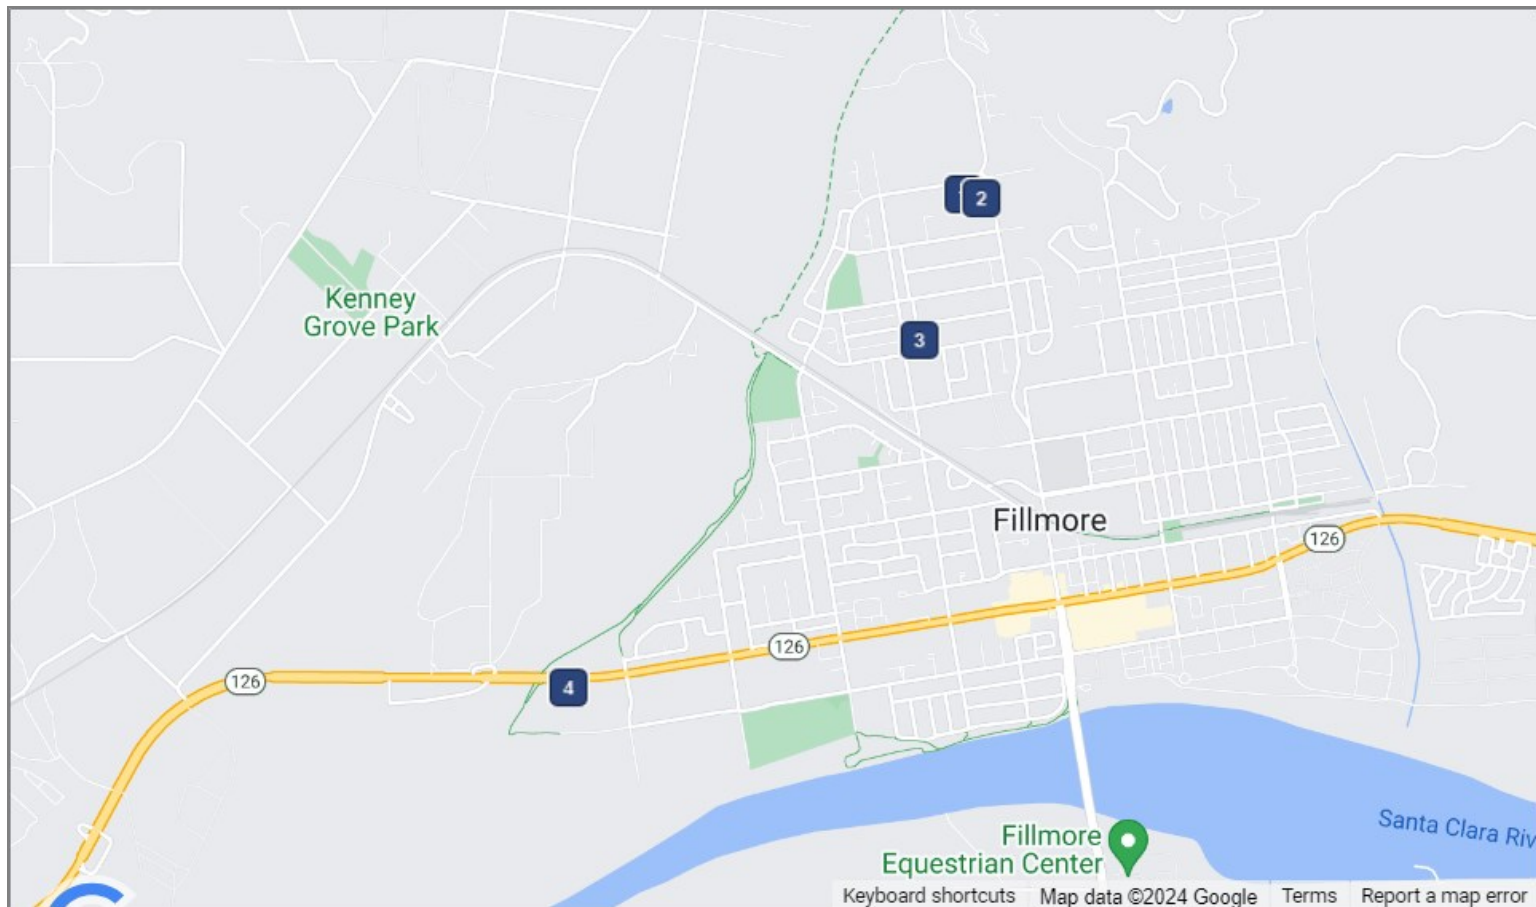 2
Kenney
Grove Park
3
Fillmore
126
126
126
4
Santa Clara Riv
Fillmore
Equestrian Center
Keyboard shortcuts
Map data ©2024 Google
Terms
Report a map error